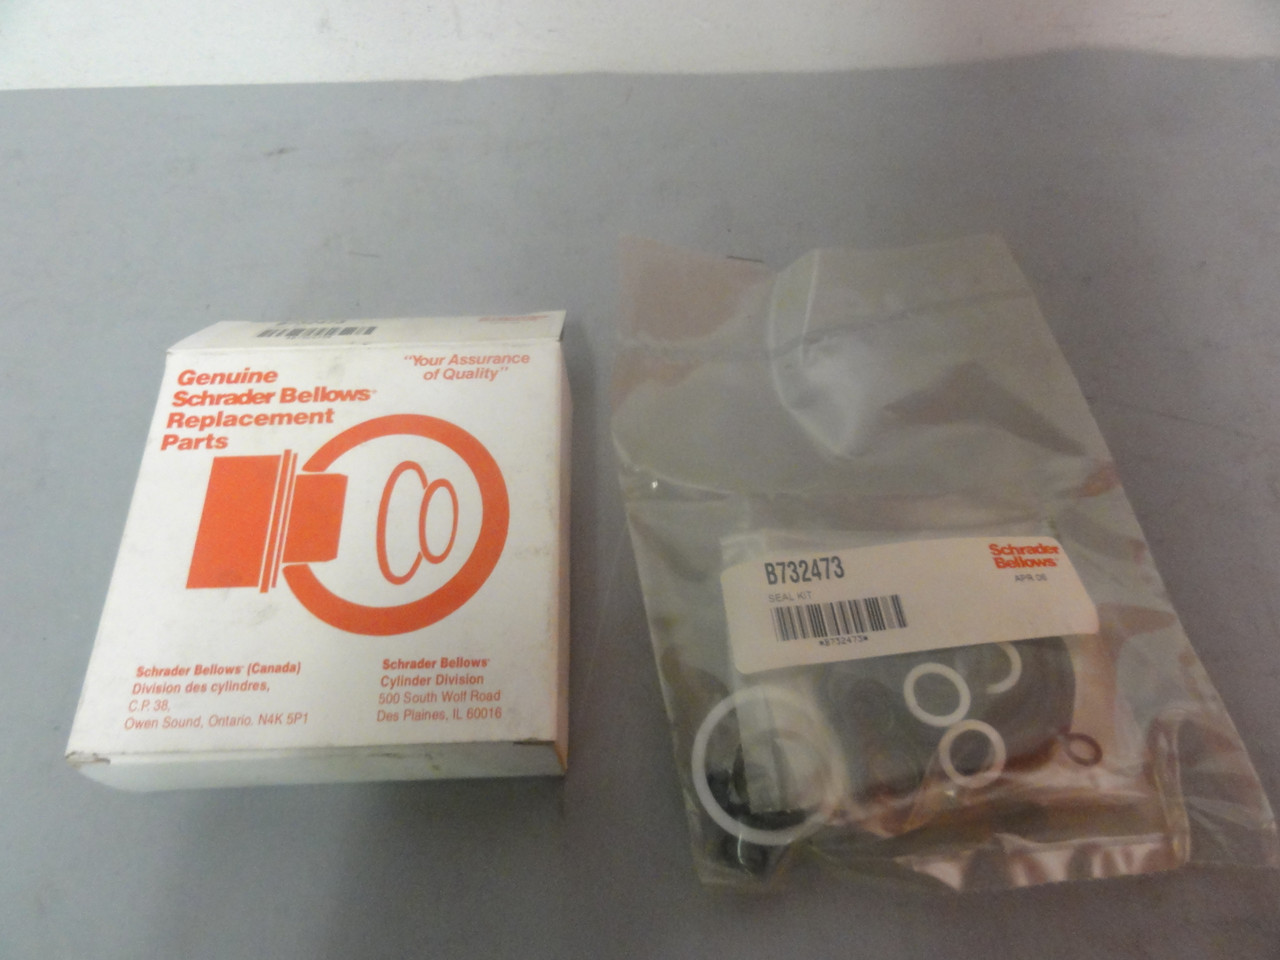 Genuine
Schrader Bellows
Replacement
Parts
"Your Assurance
of Quality"
Schrader Bellows (Canada)
Division des cylindres,
C.P. 38,
Owen Sound, Ontario. N4K 5P1
Schrader Bellows
Cylinder Division
500 South Wolf Road
Des Plaines, IL 60016
B732473
SEAL KIT
*B732473*
Schrader
Bellows
APR 08